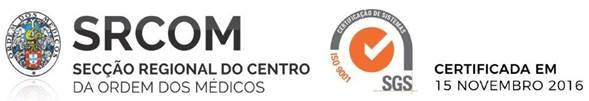 ORDEM DOS MÉDICOS
SRCOM
SECÇÃO REGIONAL DO CENTRO
DA ORDEM DOS MÉDICOS
CERTIFICAÇÃO DE SISTEMAS
ISO 9001
SGS
CERTIFICADA EM
15 NOVEMBRO 2016